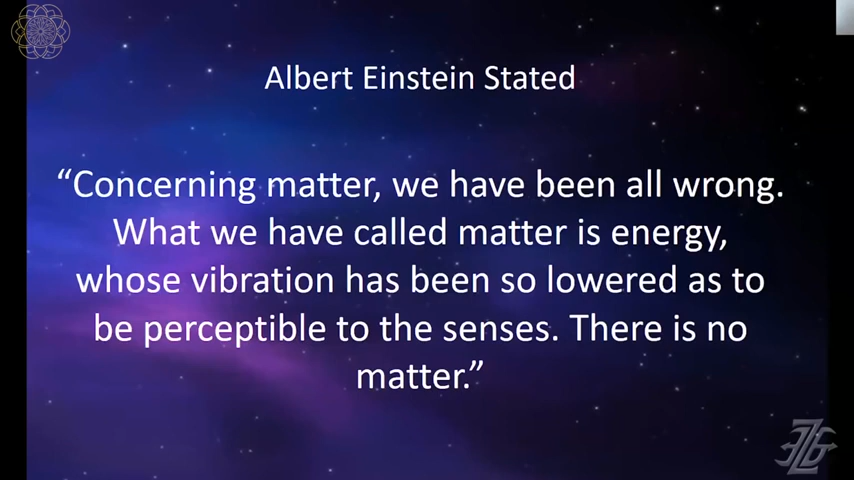 Albert Einstein Stated
“Concerning matter, we have been all wrong.
What we have called matter is energy,
whose vibration has been so lowered as to
be perceptible to the senses. There is no
matter.”